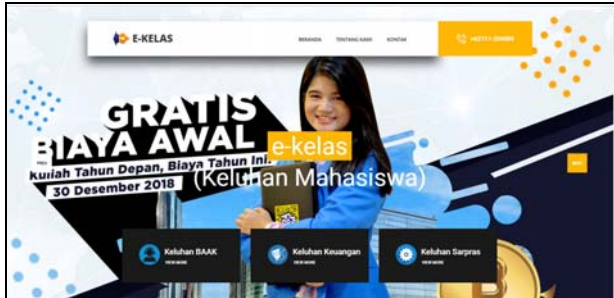 E-KELAS
BERANDA TENTANG KAMI KONTAK
GRATIS
BIAYA AWAL
e-kelas
Kuliah Tahun Depan, Biaya Tahun Ini.
(Keluhan Mahasiswa)
30 Desember 2018
Keluhan BAAK
VIEW MORE
Keluhan Keuangan
VIEW MORE
Keluhan Sarpras
VIEW MORE